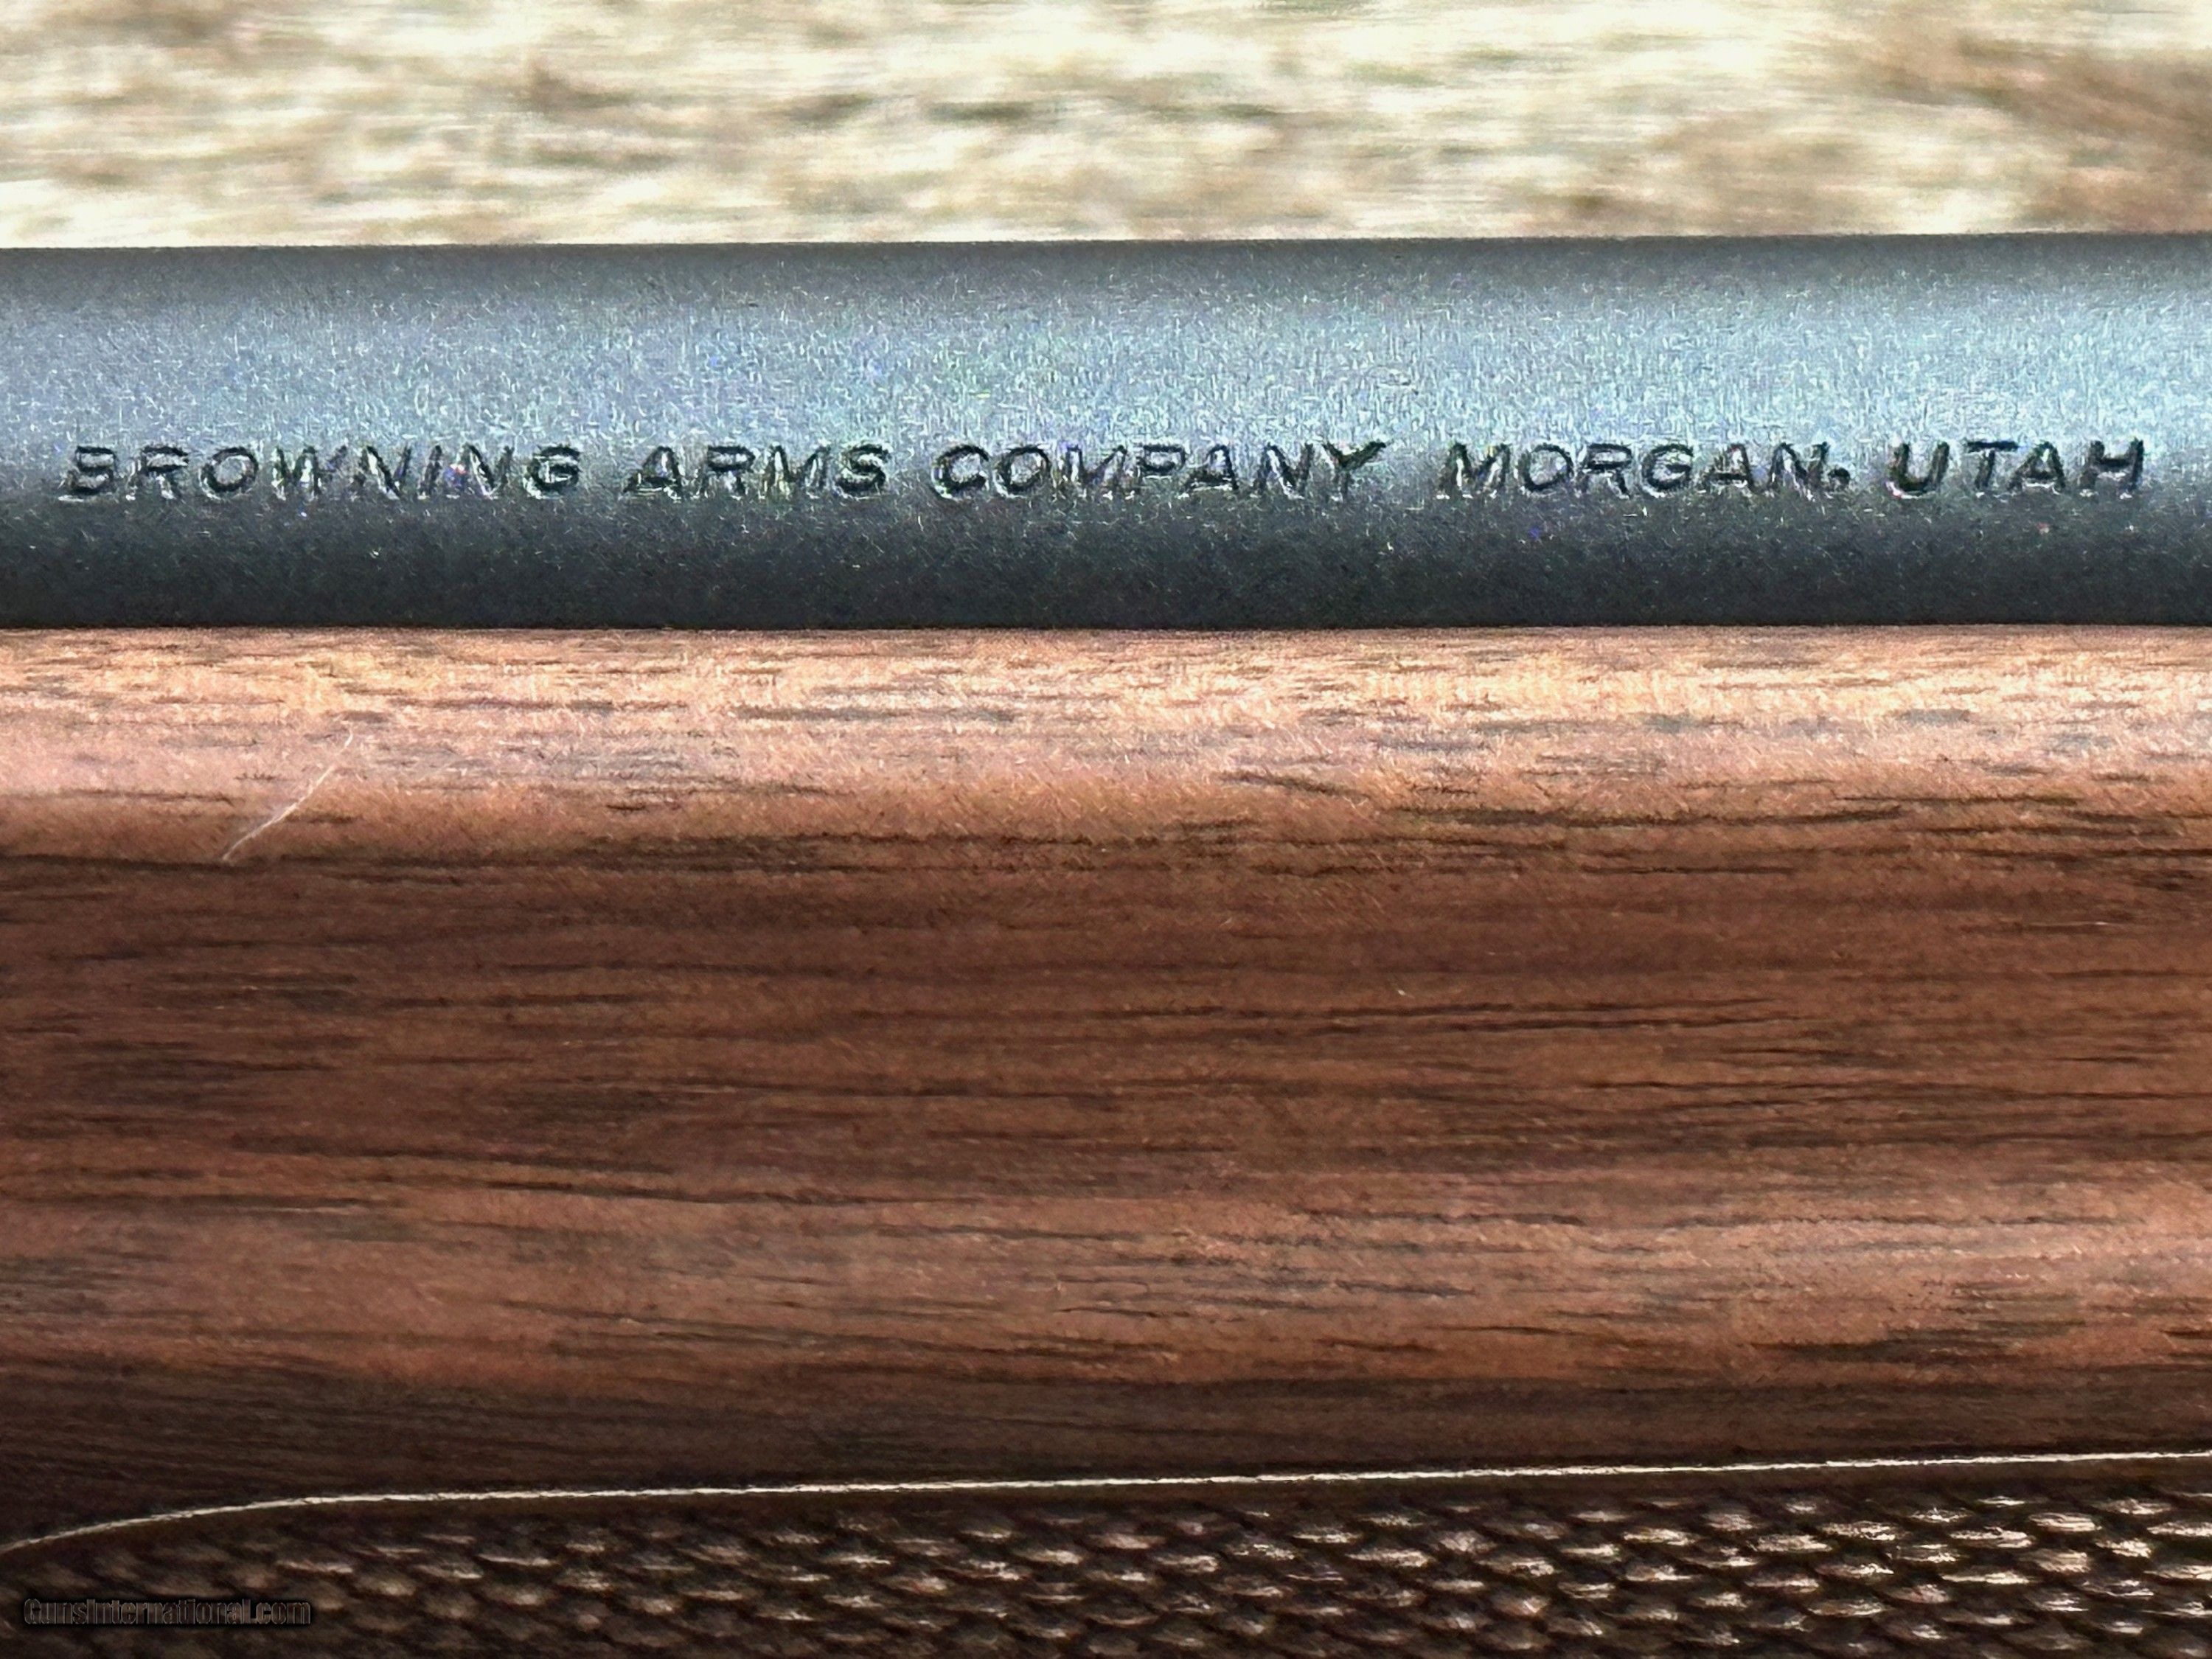 BROWNING ARMS COMPANY MORGAN, UTAH
GunsInternational.com